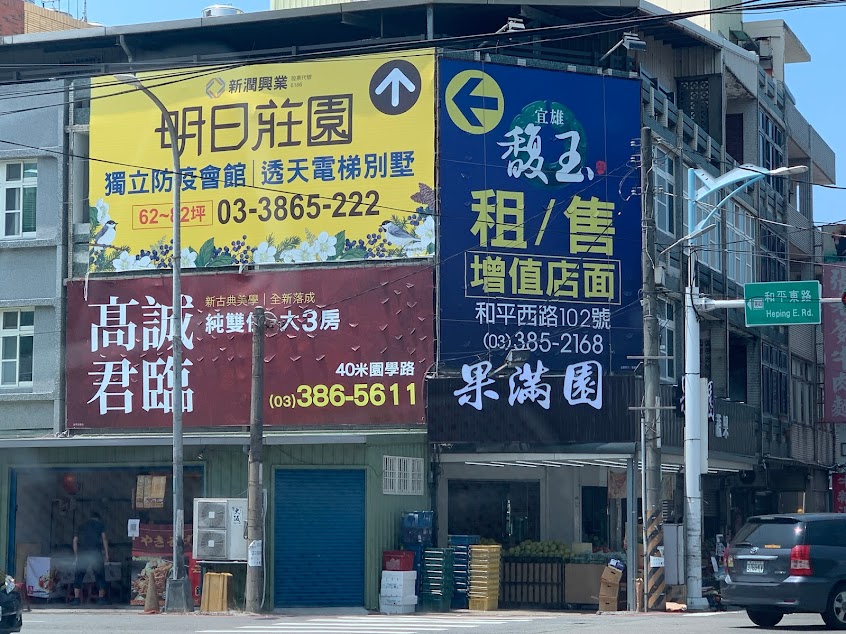 新潤興業
明日莊園
獨立防疫會館|透天電梯別墅
62~82坪 03-3865-222
宜雄
馥玉
租/售
增值店面
和平西路102號
(03)385-2168
高誠
君臨
新古典美學|全新落成
大3房
40米園學路
(03)386-5611
果滿園
和平東路
Heping E. Rd.